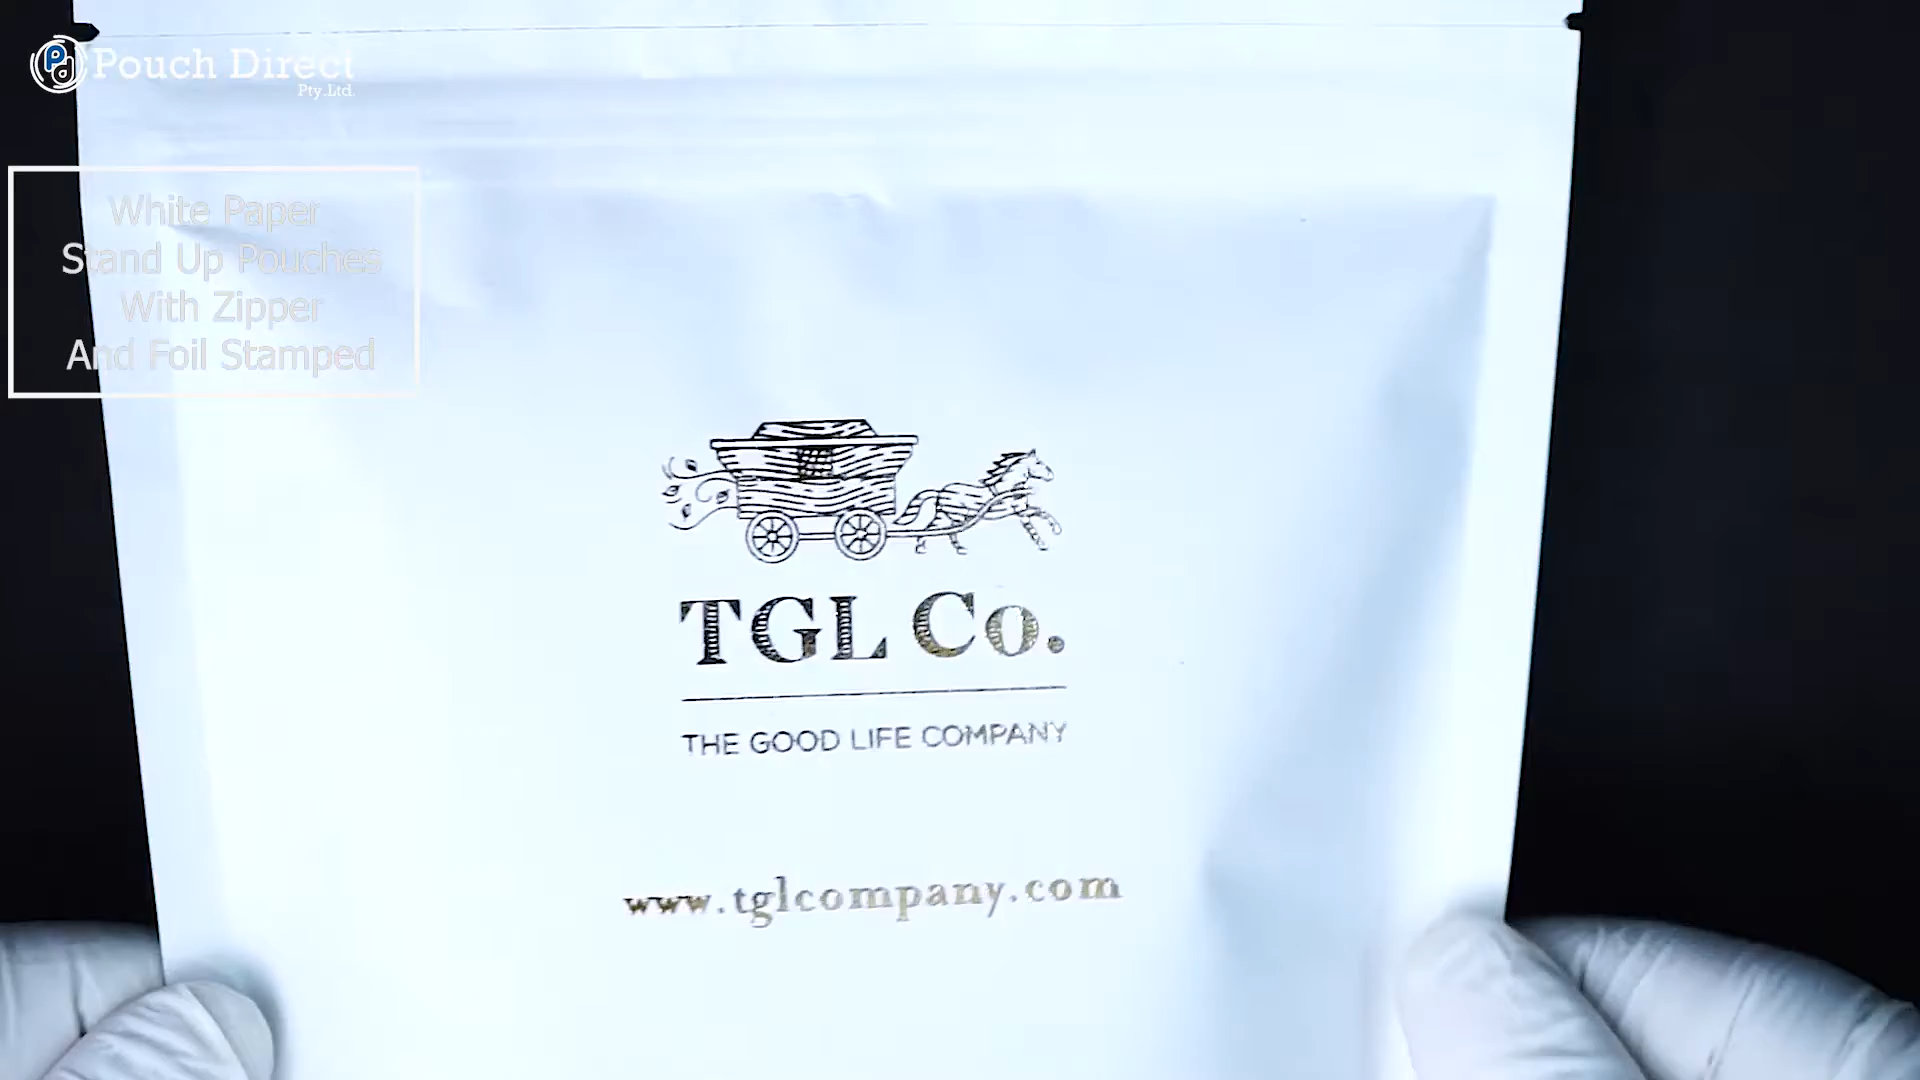 Pd Pouch Direct
Pty.Ltd.
White Paper
Stand Up Pouches
With Zipper
And Foil Stamped
TGL Co.
THE GOOD LIFE COMPANY
www.tglcompany.com